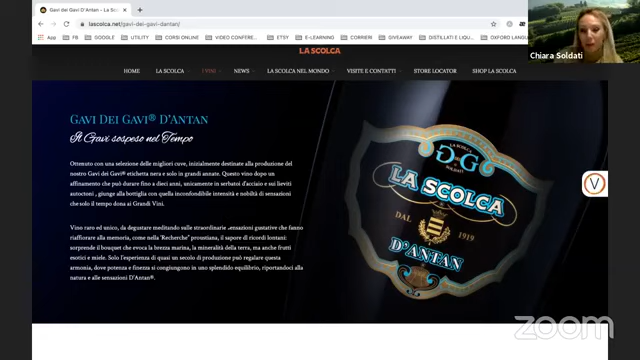 Gavi dei Gavi D'Antan – La Sc
lascolca.net/gavi-dei-gavi-dantan/
App FB GOOGLE UTILITY CORSI ONLINE VIDEO CONFERE... ETSY E-LEARNING CORRIERI GIVEAWAY DISTILLATI E LIQU... OXFORD LANG
Chiara Soldati
LA SCOLCA
HOME LA SCOLCA I VINI NEWS LA SCOLCA NEL MONDO VISITE E CONTATTI STORE LOCATOR SHOP LA SCOLCA
GAVI DEI GAVI® D'ANTAN
Il Gavi sospeso nel Tempo
Ottenuto con una selezione delle migliori cuve, inizialmente destinate alla produzione del
nostro Gavi dei Gavi® etichetta nera e solo in grandi annate. Questo vino dopo un
affinamento che può durare fino a dieci anni, unicamente in serbatoi d'acciaio e sui lieviti
autoctoni , giunge alla bottiglia con quella inconfondibile intensità e nobiltà di sensazioni
che solo il tempo dona ai Grandi Vini.
Vino raro ed unico, da degustare meditando sulle straordinarie sensazioni gustative che fanno
riaffiorare alla memoria, come nella 'Recherche' proustiana, il sapore di ricordi lontani:
sorprende il bouquet che evoca la brezza marina, la mineralità della terra, ma anche frutti
esotici e miele. Solo l'esperienza di quasi un secolo di produzione può regalare questa
armonia, dove potenza e finezza si congiungono in uno splendido equilibrio, riportandoci alla
natura e alle sensazioni D'Antan®.
LA SCOLCA
G G
SOLDATI
LA SCOLCA
DAL 1919
D'ANTAN
V
zoom